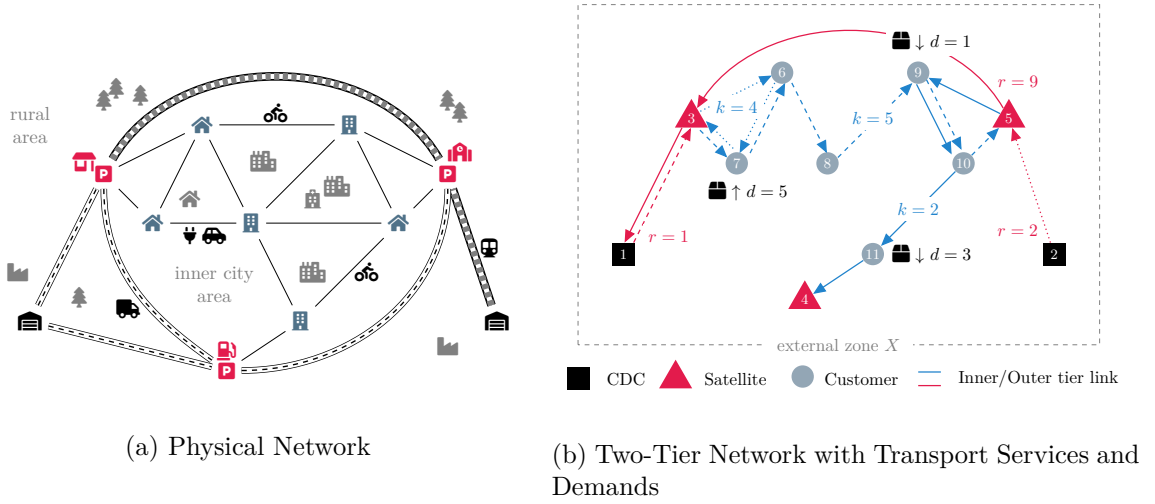 rural
area
P
P
inner city
area
P
(a) Physical Network
↓ d = 1
6
9
r = 9
k = 4
3
k = 5
5
7
8
10
↑ d = 5
k = 2
r = 1
r = 2
1
11
↓ d = 3
2
4
external zone X
CDC
Satellite
Customer
Inner/Outer tier link
(b) Two-Tier Network with Transport Services and
Demands